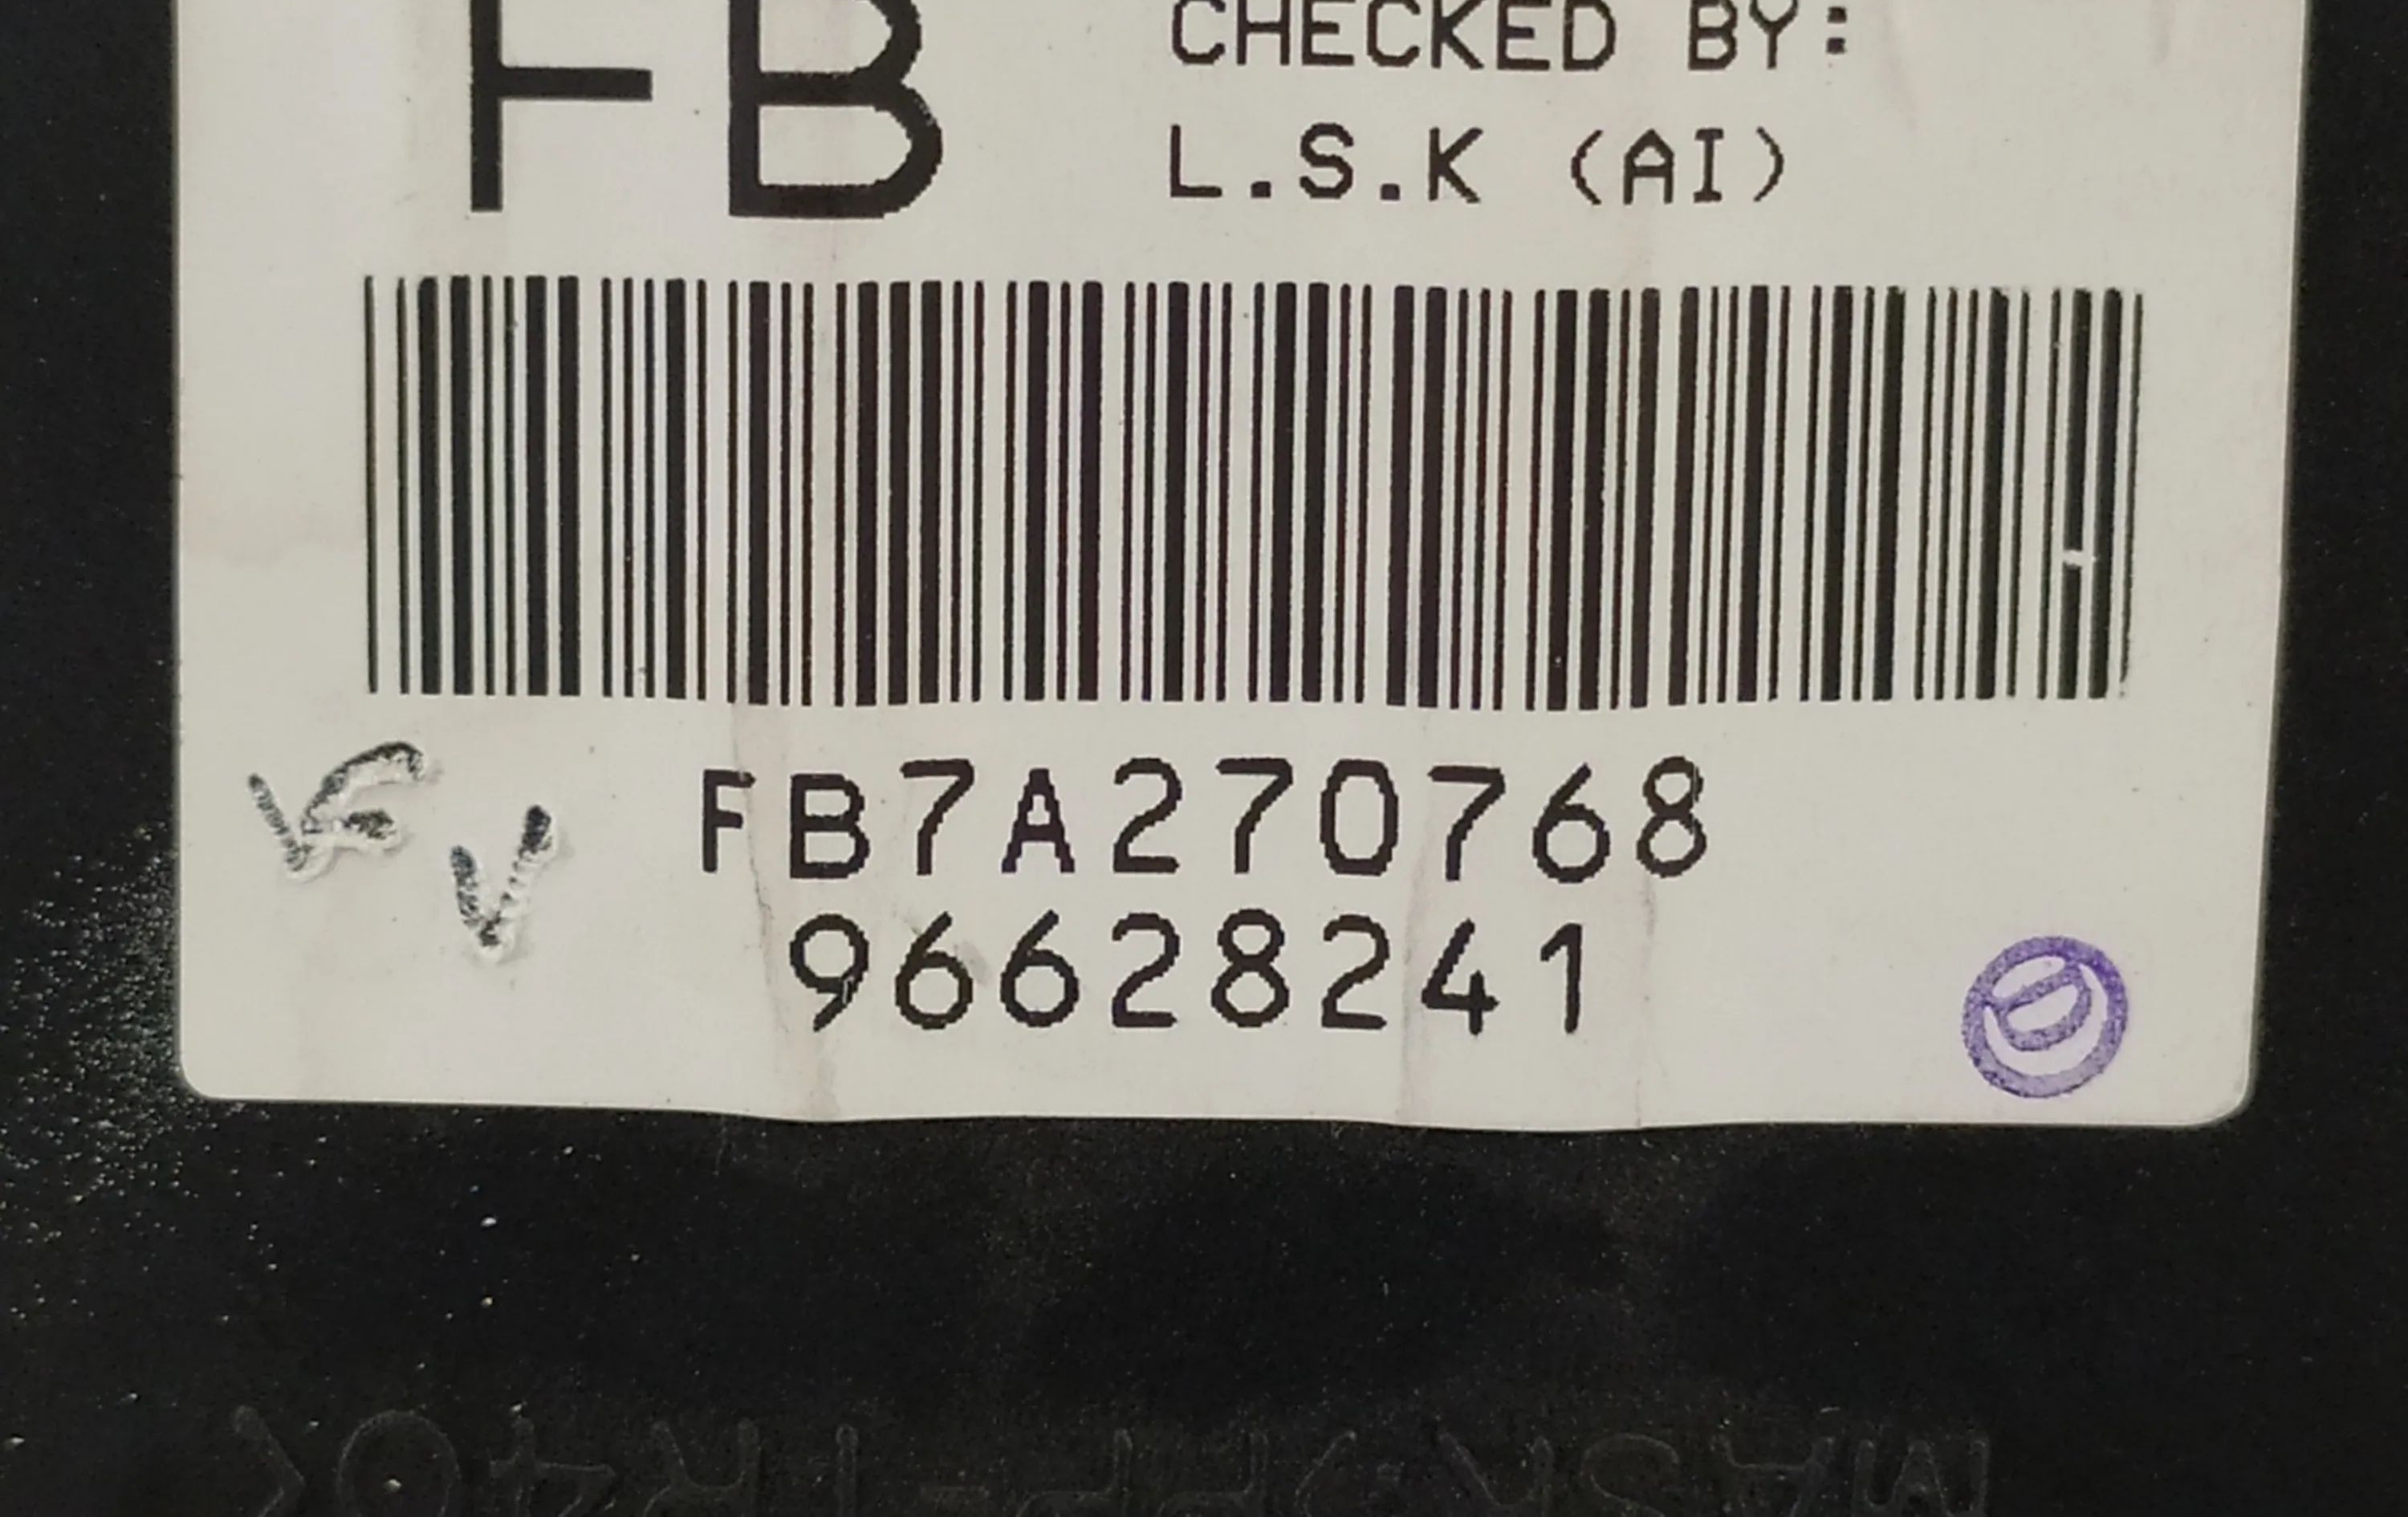 FB
CHECKED BY:
L.S.K (AI)
FB7A270768
96628241